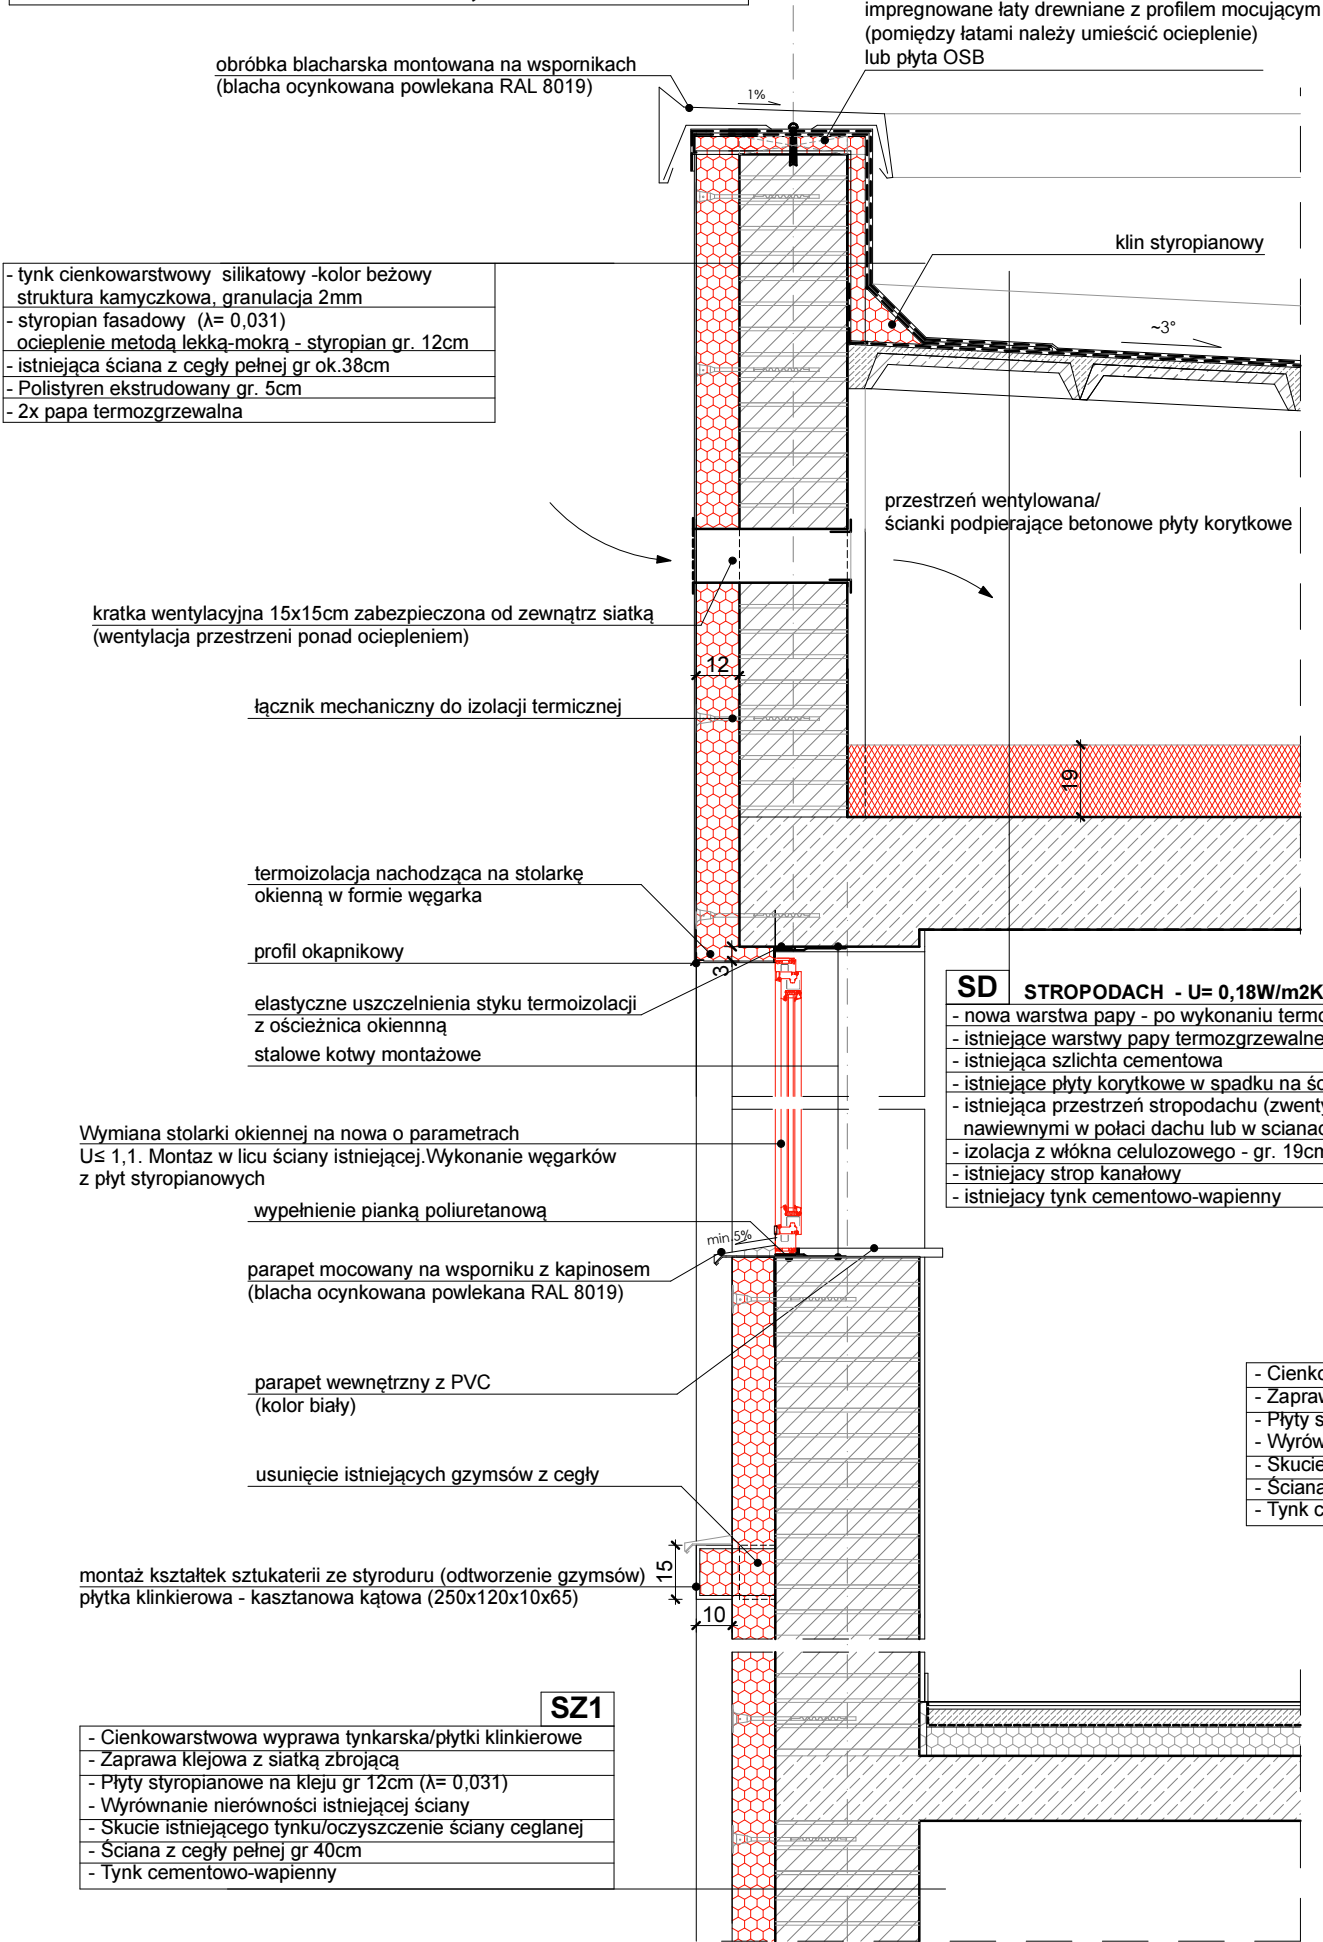 impregnowane łaty drewniane z profilem mocującym
(pomiędzy łatami należy umieścić ocieplenie)
lub płyta OSB
obróbka blacharska montowana na wspornikach
(blacha ocynkowana powlekana RAL 8019)
1%
klin styropianowy
~3°
- tynk cienkowarstwowy silikatowy -kolor beżowy
struktura kamyczkowa, granulacja 2mm
- styropian fasadowy (λ= 0,031)
ocieplenie metodą lekką-mokrą - styropian gr. 12cm
- istniejąca ściana z cegły pełnej gr ok.38cm
- Polistyren ekstrudowany gr. 5cm
- 2x papa termozgrzewalna
przestrzeń wentylowana/
ścianki podpierające betonowe płyty korytkowe
kratka wentylacyjna 15x15cm zabezpieczona od zewnątrz siatką
(wentylacja przestrzeni ponad ociepleniem)
12
łącznik mechaniczny do izolacji termicznej
19
termoizolacja nachodząca na stolarkę
okienną w formie węgarka
profil okapnikowy
3
elastyczne uszczelnienia styku termoizolacji
z ościeżnica okiennną
stalowe kotwy montażowe
SD STROPODACH - U= 0,18W/m2K
- nowa warstwa papy - po wykonaniu
- istniejące warstwy papy termozgrzewalne
- istniejąca szlichta cementowa
- istniejące płyty korytkowe w spadku na
- istniejąca przestrzeń stropodachu
nawiewnymi w połaci dachu lub w
- izolacja z włókna celulozowego - gr. 19cm
- istniejacy strop kanałowy
- istniejacy tynk cementowo-wapienny
Wymiana stolarki okiennej na nowa o parametrach
U≤ 1,1. Montaz w licu ściany istniejącej.Wykonanie węgarków
z płyt styropianowych
wypełnienie pianką poliuretanową
min.5%
parapet mocowany na wsporniku z kapinosem
(blacha ocynkowana powlekana RAL 8019)
parapet wewnętrzny z PVC
(kolor biały)
- Płyty
- Skucie
- Ściana
- Tynk
usunięcie istniejących gzymsów z cegły
15
montaż kształtek sztukaterii ze styroduru (odtworzenie gzymsów)
płytka klinkierowa - kasztanowa kątowa (250x120x10x65)
10
SZ1
- Cienkowarstwowa wyprawa tynkarska/płytki klinkierowe
- Zaprawa klejowa z siatką zbrojącą
- Płyty styropianowe na kleju gr 12cm (λ= 0,031)
- Wyrównanie nierówności istniejącej ściany
- Skucie istniejącego tynku/oczyszczenie ściany ceglanej
- Ściana z cegły pełnej gr 40cm
- Tynk cementowo-wapienny